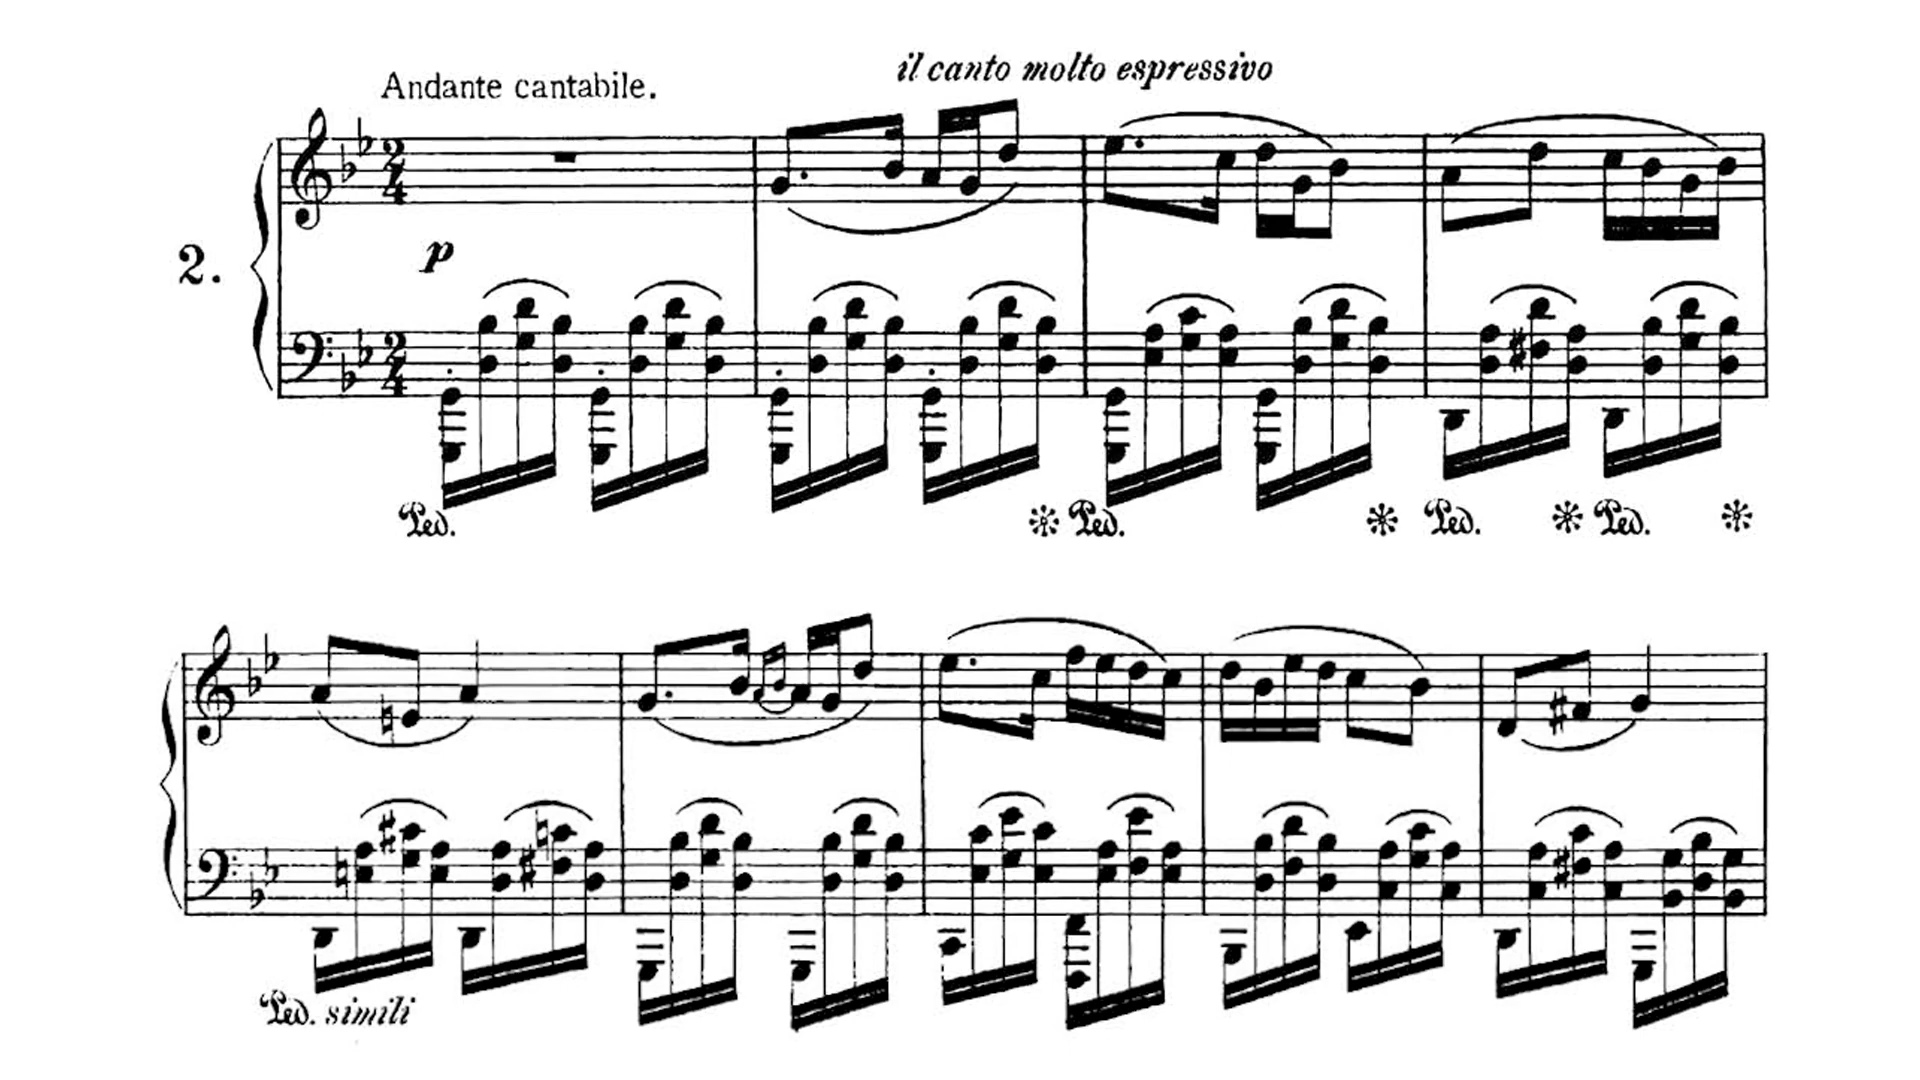 Andante cantabile.
il canto molto espressivo
2.
p
Ped. Ped. Ped. Ped.
Ped. simili